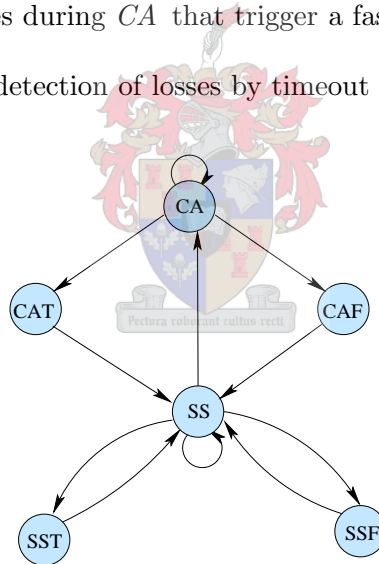 es during CA that trigger a fas
detection of losses by timeout
CA
CAT
CAF
Pectora roborant cultus recti
SS
SST
SSF